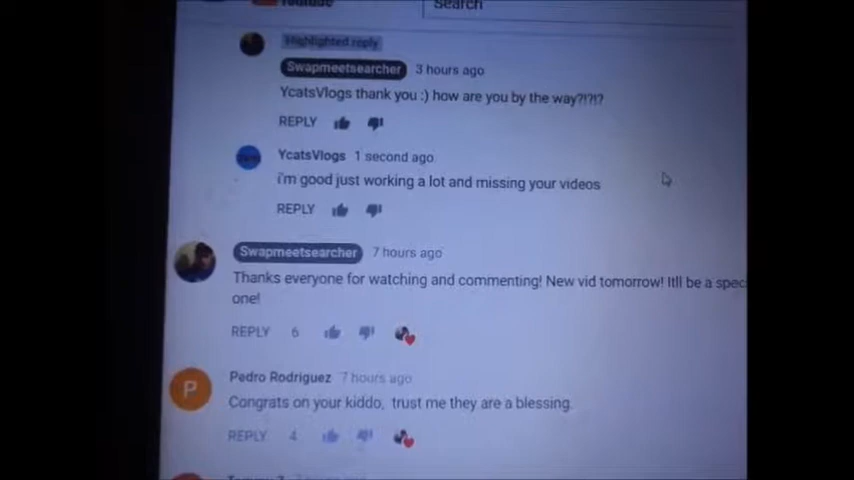 YouTube
Search
Highlighted reply
Swapmeetsearcher 3 hours ago
YcatsVlogs thank you :) how are you by the way?!?!?
REPLY
YcatsVlogs 1 second ago
i'm good just working a lot and missing your videos
REPLY
Swapmeetsearcher 7 hours ago
Thanks everyone for watching and commenting! New vid tomorrow! Itll be a spec
one!
REPLY 6
P
Pedro Rodriguez 7 hours ago
Congrats on your kiddo, trust me they are a blessing.
REPLY 4